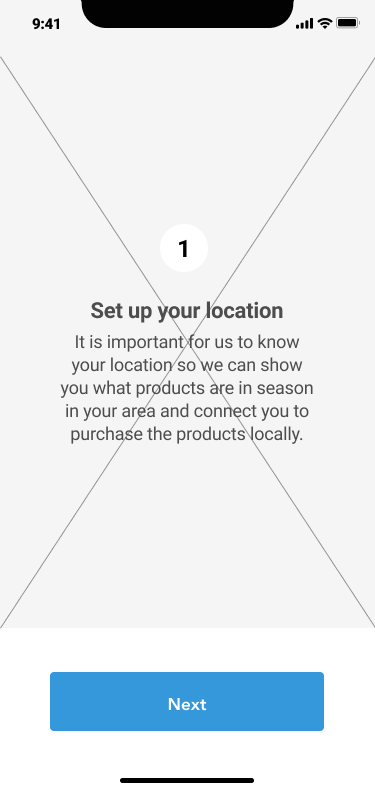 9:41
1
Set up your location
It is important for us to know
your location so we can show
you what products are in season
in your area and connect you to
purchase the products locally.
Next